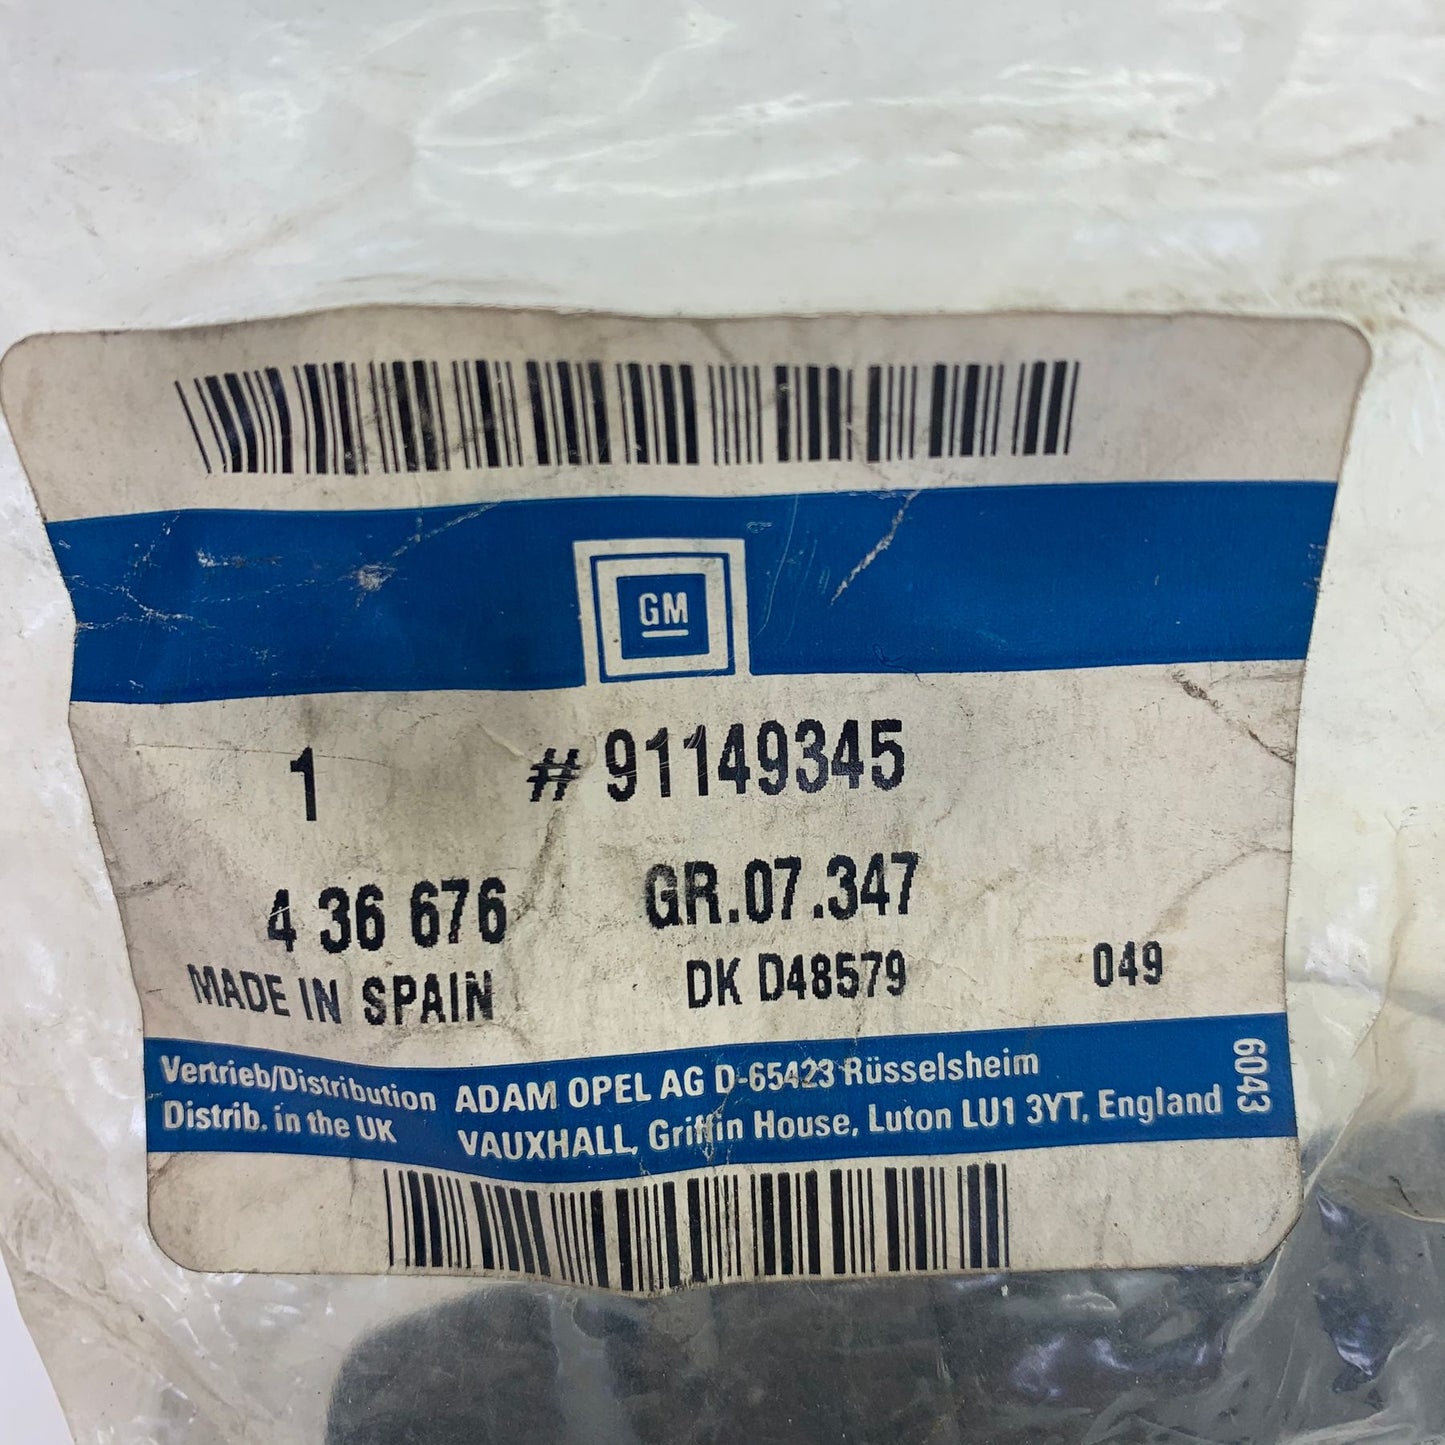 GM
1 # 91149345
4 36 676 GR.07.347
MADE IN SPAIN DK D48579 049
Vertrieb/Distribution ADAM OPEL AG D-65423 Rüsselsheim
Distrib. in the UK VAUXHALL, Griffin House, Luton LU1 3YT, England
6043